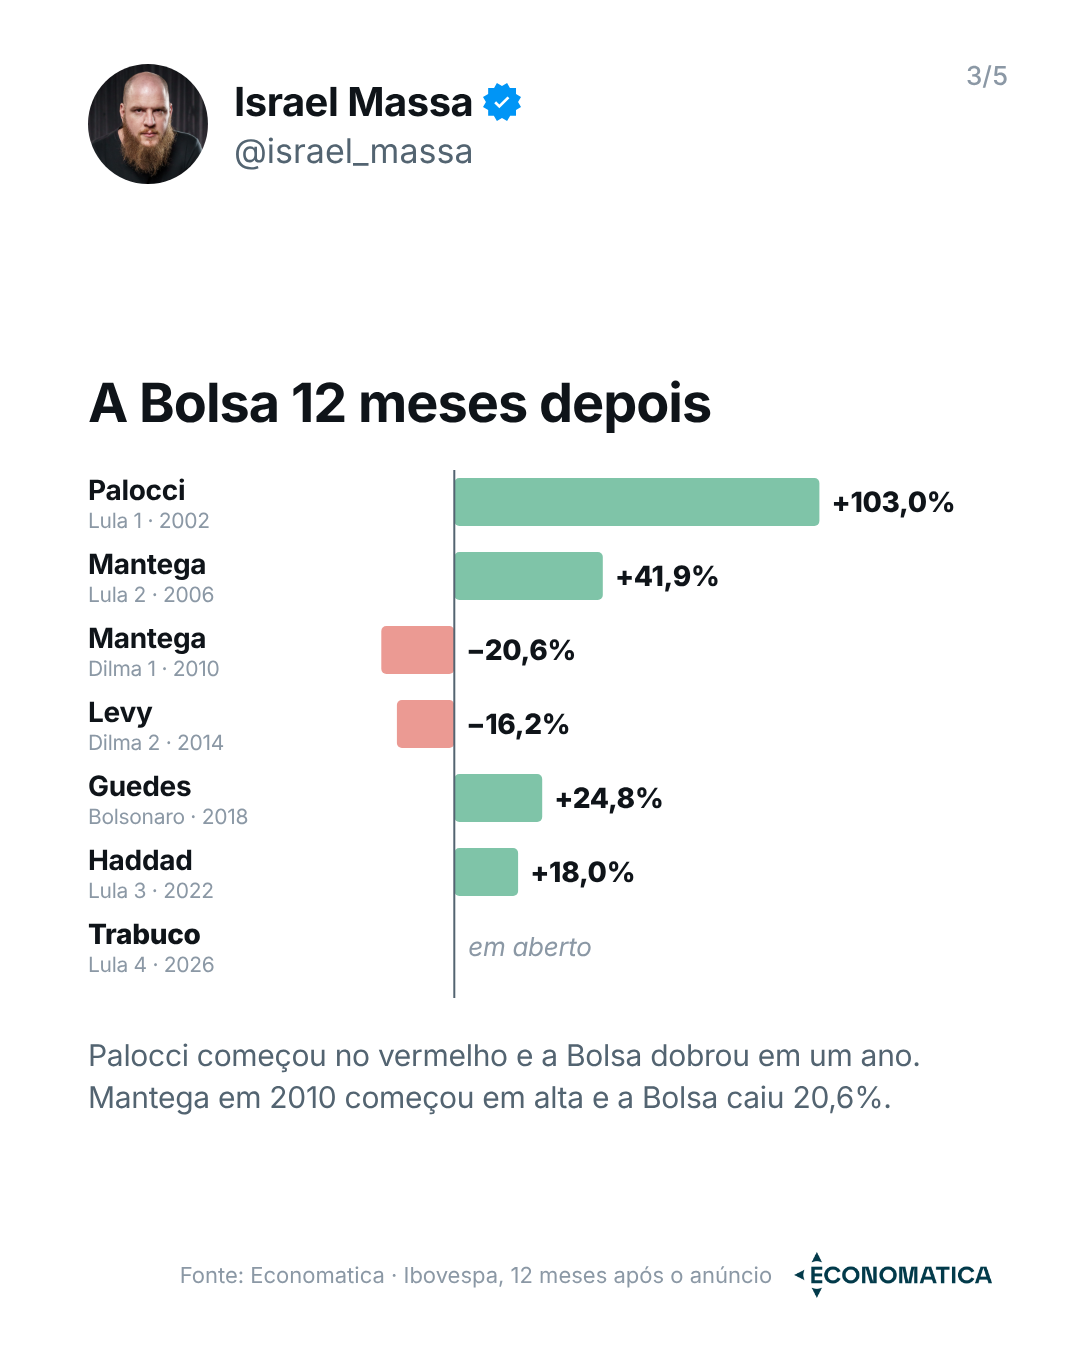 Israel Massa
@israel_massa
3/5
A Bolsa 12 meses depois
Palocci
Lula 1 · 2002
+103,0%
Mantega
Lula 2 · 2006
+41,9%
Mantega
Dilma 1 · 2010
−20,6%
Levy
Dilma 2 · 2014
−16,2%
Guedes
Bolsonaro · 2018
+24,8%
Haddad
Lula 3 · 2022
+18,0%
Trabuco
Lula 4 · 2026
em aberto
Palocci começou no vermelho e a Bolsa dobrou em um ano.
Mantega em 2010 começou em alta e a Bolsa caiu 20,6%.
Fonte: Economatica · Ibovespa, 12 meses após o anúncio
ECONOMATICA